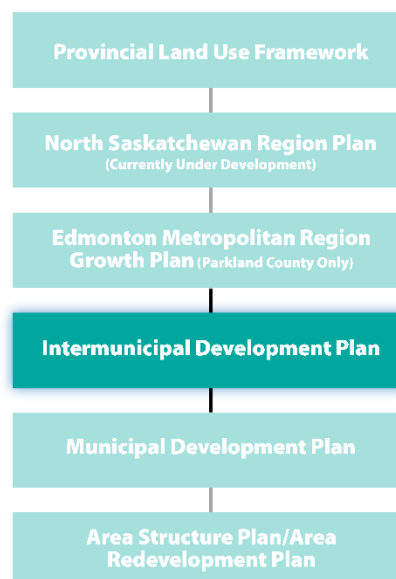 Provincial Land Use Framework
North Saskatchewan Region Plan
(Currently Under Development)
Edmonton Metropolitan Region
Growth Plan (Parkland County Only)
Intermunicipal Development Plan
Municipal Development Plan
Area Structure Plan/Area
Redevelopment Plan